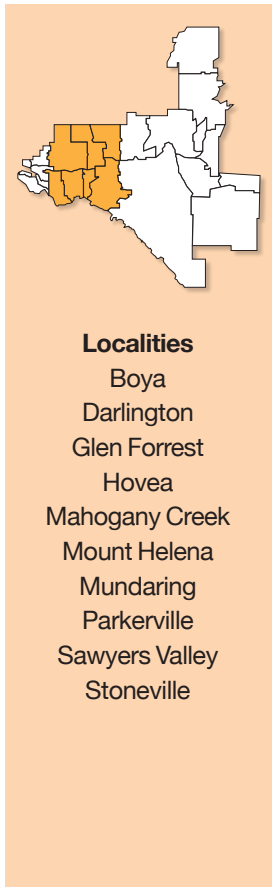 Localities
Boya
Darlington
Glen Forrest
Hovea
Mahogany Creek
Mount Helena
Mundaring
Parkerville
Sawyers Valley
Stoneville